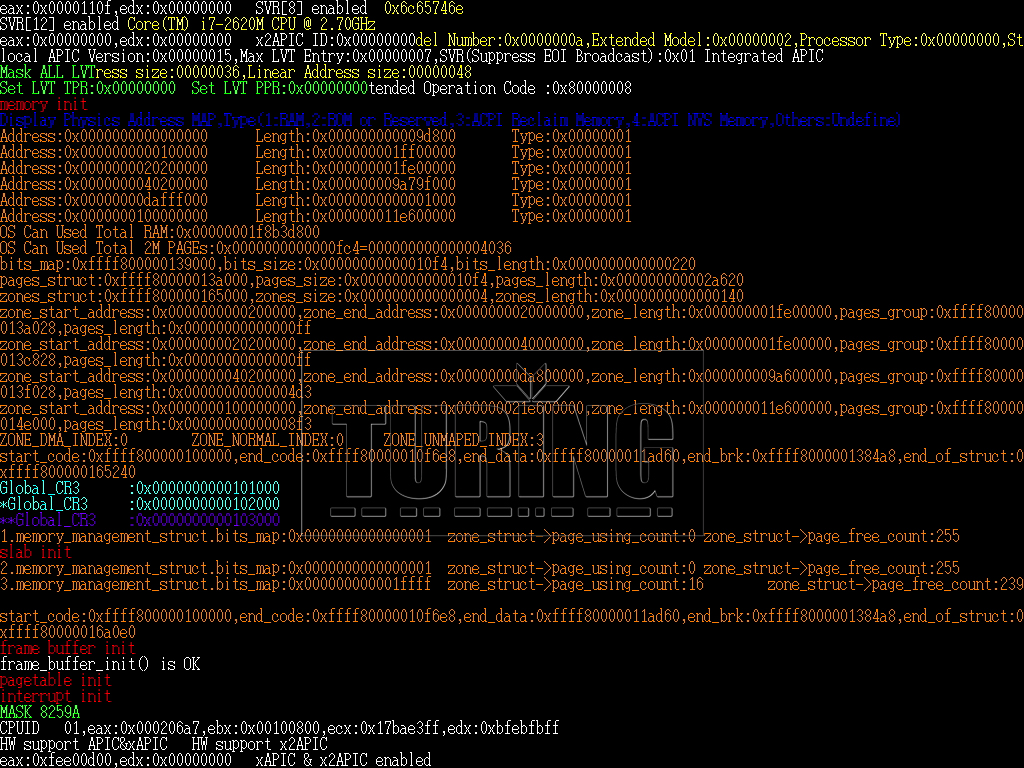 eax:0x0000110f,edx:0x00000000   SVR[8] enabled  0x6c65746e
SVR[12] enabled Core(TM) i7-2620M CPU @ 2.70GHz
eax:0x00000000,edx:0x00000000   x2APIC ID:0x00000000del Number:0x0000000a,Extended Model:0x00000002,Processor Type:0x00000000,St
local APIC Version:0x00000015,Max LVT Entry:0x00000007,SVR(Suppress EOI Broadcast):0x01 Integrated APIC
Mask ALL LVTress size:00000036,Linear Address size:00000048
Set LVT TPR:0x00000000  Set LVT PPR:0x00000000tended Operation Code :0x80000008
memory init
Display Physics Address MAP,Type(1:RAM,2:ROM or Reserved,3:ACPI Reclaim Memory,4:ACPI NVS Memory,Others:Undefine)
Address:0x0000000000000000      Length:0x000000000009d800       Type:0x00000001
Address:0x0000000000100000      Length:0x000000001ff00000       Type:0x00000001
Address:0x0000000020200000      Length:0x000000001fe00000       Type:0x00000001
Address:0x0000000040200000      Length:0x000000009a79f000       Type:0x00000001
Address:0x00000000dafff000      Length:0x0000000000001000       Type:0x00000001
Address:0x0000000100000000      Length:0x000000011e600000       Type:0x00000001
OS Can Used Total RAM:0x00000001f8b3d800
OS Can Used Total 2M PAGEs:0x0000000000000fc4=0000000000000004036
bits_map:0xffff800000139000,bits_size:0x00000000000010f4,bits_length:0x0000000000000220
pages_struct:0xffff80000013a000,pages_size:0x00000000000010f4,pages_length:0x000000000002a620
zones_struct:0xffff800000165000,zones_size:0x0000000000000004,zones_length:0x0000000000000140
zone_start_address:0x0000000000200000,zone_end_address:0x0000000020000000,zone_length:0x000000001fe00000,pages_group:0xffff80000
013a028,pages_length:0x00000000000000ff
zone_start_address:0x0000000020200000,zone_end_address:0x0000000040000000,zone_length:0x000000001fe00000,pages_group:0xffff80000
013c828,pages_length:0x00000000000000ff
zone_start_address:0x0000000040200000,zone_end_address:0x00000000da800000,zone_length:0x000000009a600000,pages_group:0xffff80000
013f028,pages_length:0x00000000000004d3
zone_start_address:0x0000000100000000,zone_end_address:0x000000021e600000,zone_length:0x000000011e600000,pages_group:0xffff80000
014e000,pages_length:0x00000000000008f3
ZONE_DMA_INDEX:0        ZONE_NORMAL_INDEX:0     ZONE_UNMAPED_INDEX:3
start_code:0xffff800000100000,end_code:0xffff80000010f6e8,end_data:0xffff80000011ad60,end_brk:0xffff8000001384a8,end_of_struct:0
xffff800000165240
Global_CR3      :0x0000000000101000
*Global_CR3     :0x0000000000102000
**Global_CR3    :0x0000000000103000
TURING
1.memory_management_struct.bits_map:0x0000000000000001  zone_struct->page_using_count:0 zone_struct->page_free_count:255
slab init
2.memory_management_struct.bits_map:0x0000000000000001  zone_struct->page_using_count:0 zone_struct->page_free_count:255
3.memory_management_struct.bits_map:0x000000000001ffff  zone_struct->page_using_count:16        zone_struct->page_free_count:239
start_code:0xffff800000100000,end_code:0xffff80000010f6e8,end_data:0xffff80000011ad60,end_brk:0xffff8000001384a8,end_of_struct:0
xffff80000016a0e0
frame buffer init
frame_buffer_init() is OK
pagetable init
interrupt init
MASK 8259A
CPUID   01,eax:0x000206a7,ebx:0x00100800,ecx:0x17bae3ff,edx:0xbfebfbff
HW support APIC&xAPIC   HW support x2APIC
eax:0xfee00d00,edx:0x00000000   xAPIC & x2APIC enabled